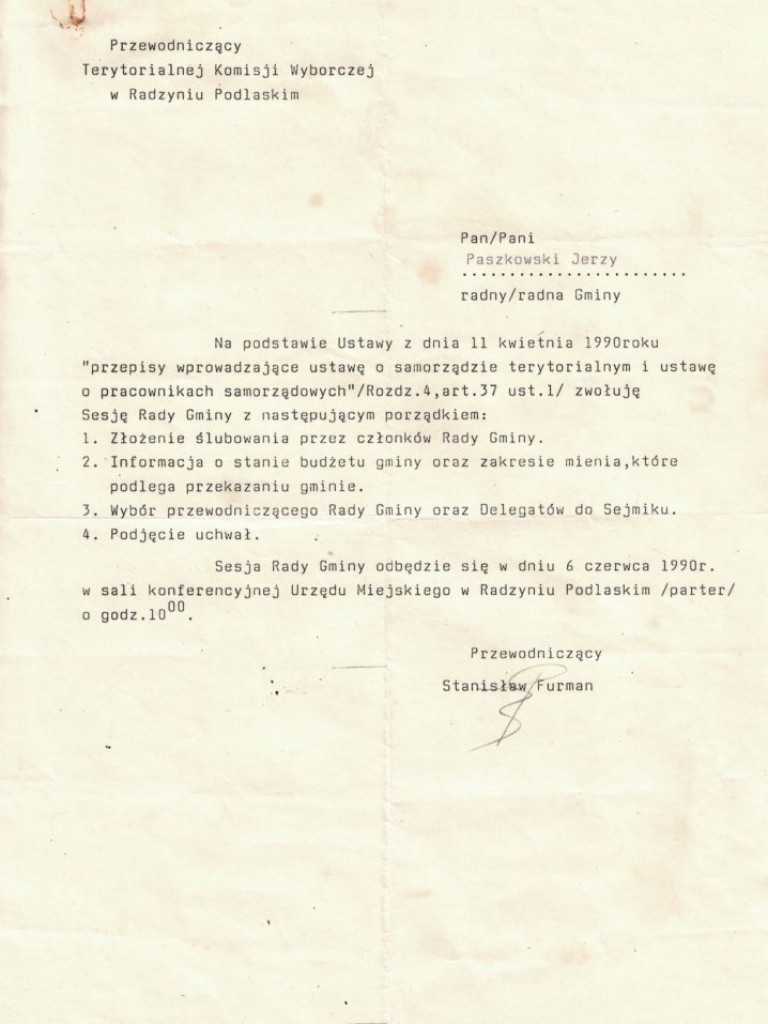 Przewodniczący
Terytorialnej Komisji Wyborczej
w Radzyniu Podlaskim
Pan/Pani
Paszkowski Jerzy
........................
radny/radna Gminy
Na podstawie Ustawy z dnia 11 kwietnia 1990roku
"przepisy wprowadzające ustawę o samorządzie terytorialnym i ustawę
o pracownikach samorządowych"/Rozdz.4,art.37 ust.1/ zwołuję
Sesję Rady Gminy z następującym porządkiem:
1. Złożenie ślubowania przez członków Rady Gminy.
2. Informacja o stanie budżetu gminy oraz zakresie mienia,które
podlega przekazaniu gminie.
3. Wybór przewodniczącego Rady Gminy oraz Delegatów do Sejmiku.
4. Podjęcie uchwał.
Sesja Rady Gminy odbędzie się w dniu 6 czerwca 1990r.
w sali konferencyjnej Urzędu Miejskiego w Radzyniu Podlaskim /parter/
o godz.10⁰⁰.
Przewodniczący
Stanisław Furman